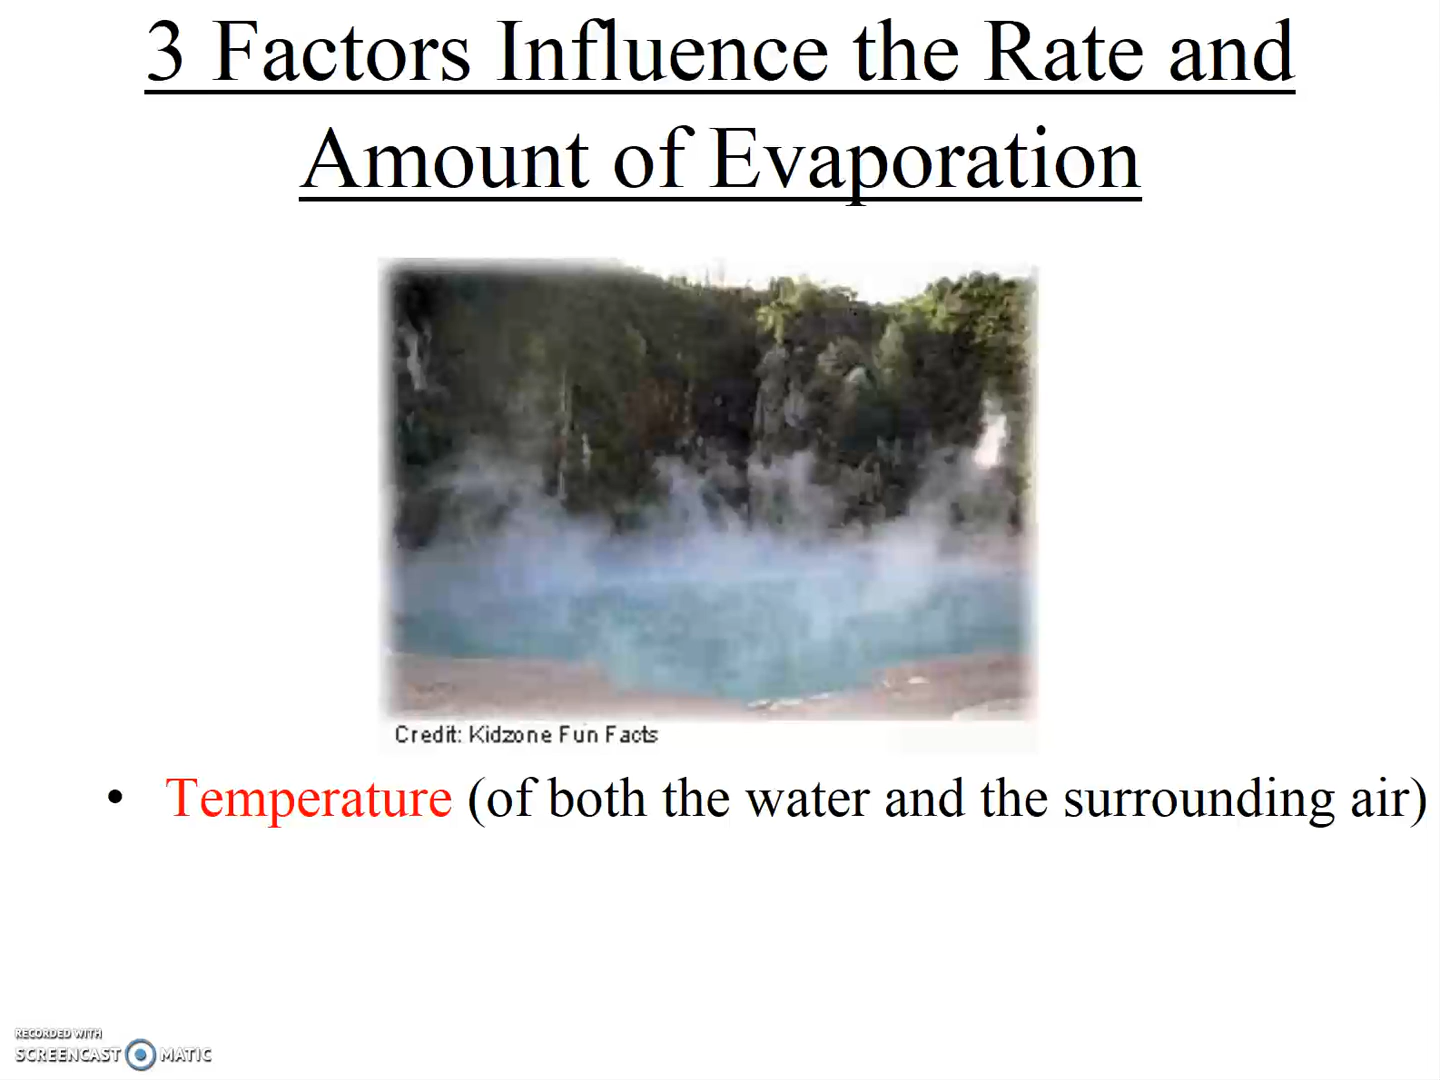 3 Factors Influence the Rate and
Amount of Evaporation
Credit: Kidzone Fun Facts
• Temperature (of both the water and the surrounding air)
RECORDED WITH
SCREENCAST MATIC